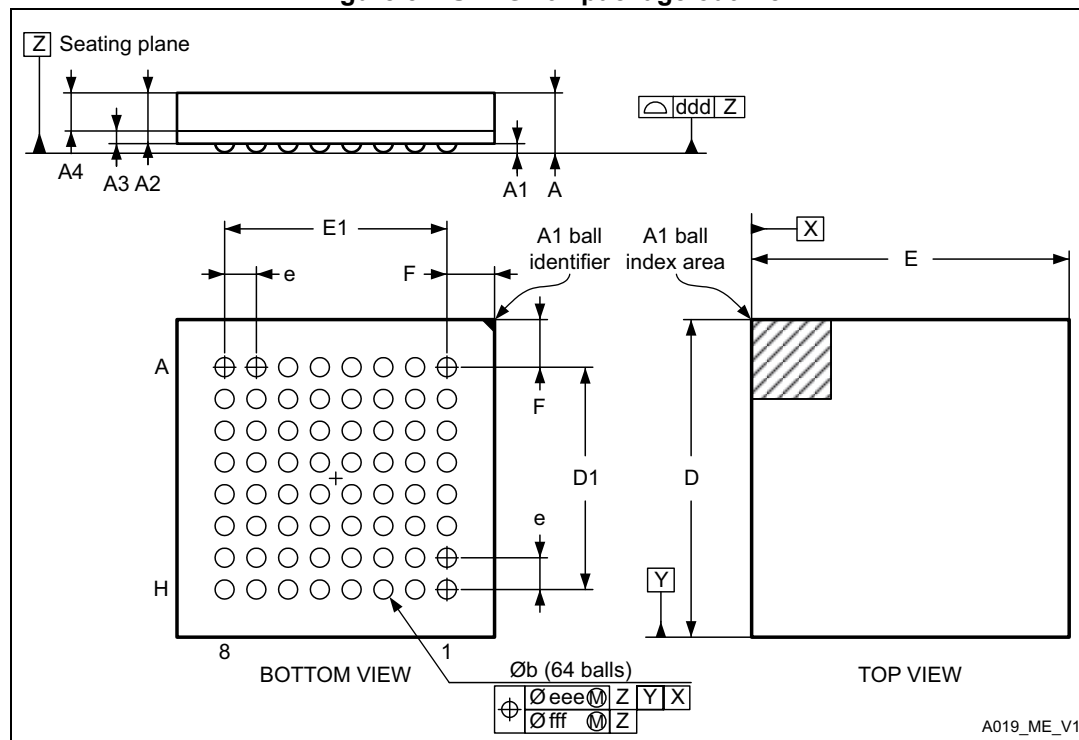 Z Seating plane
ddd Z
A4
A3 A2
A1 A
E1
A1 ball
identifier
A1 ball
index area
X
E
e
F
A
F
D1
D
e
H
Y
8
1
BOTTOM VIEW
Øb (64 balls)
TOP VIEW
Ø eee Ⓜ Z Y X
Ø fff Ⓜ Z
A019_ME_V1